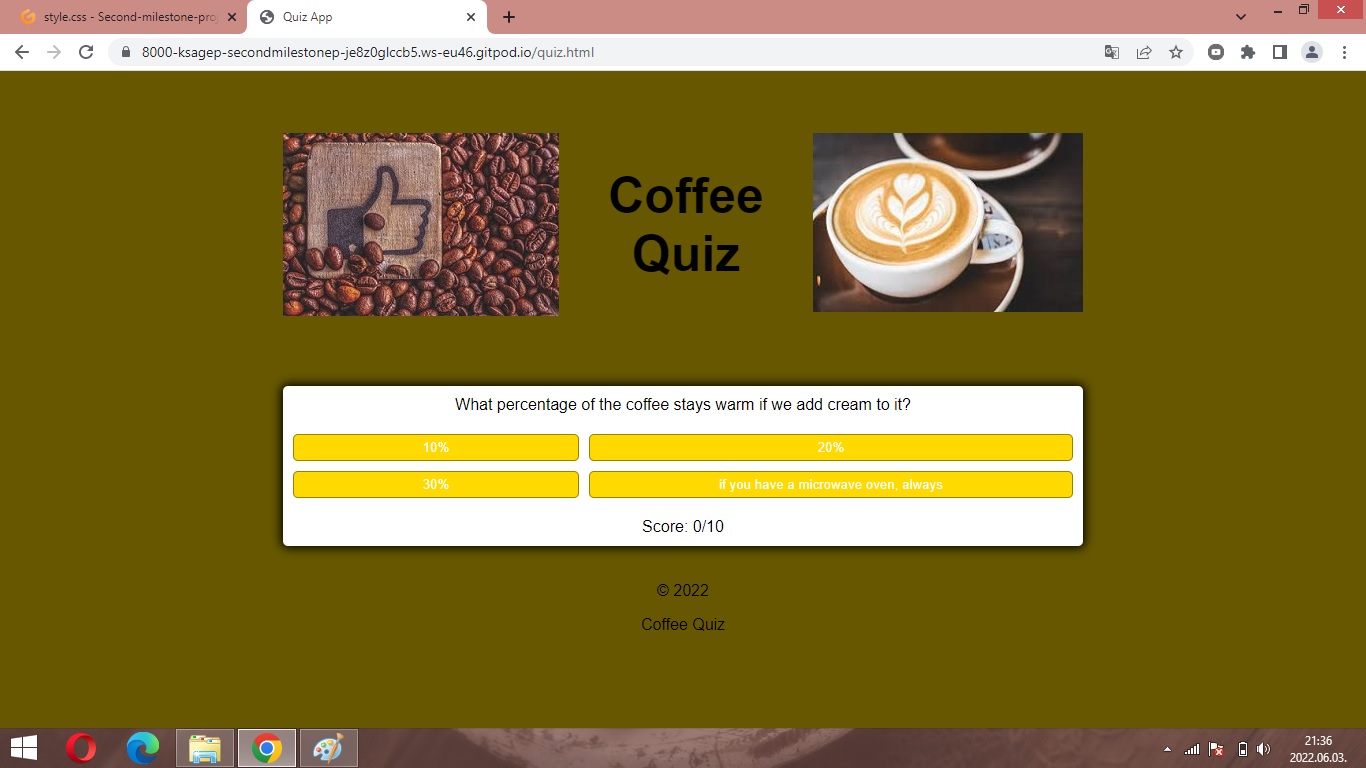 style.css - Second-milestone-pro
Quiz App
8000-ksagep-secondmilestonep-je8z0glccb5.ws-eu46.gitpod.io/quiz.html
Coffee
Quiz
What percentage of the coffee stays warm if we add cream to it?
10%
20%
30%
if you have a microwave oven, always
Score: 0/10
© 2022
Coffee Quiz
21:36
2022.06.03.